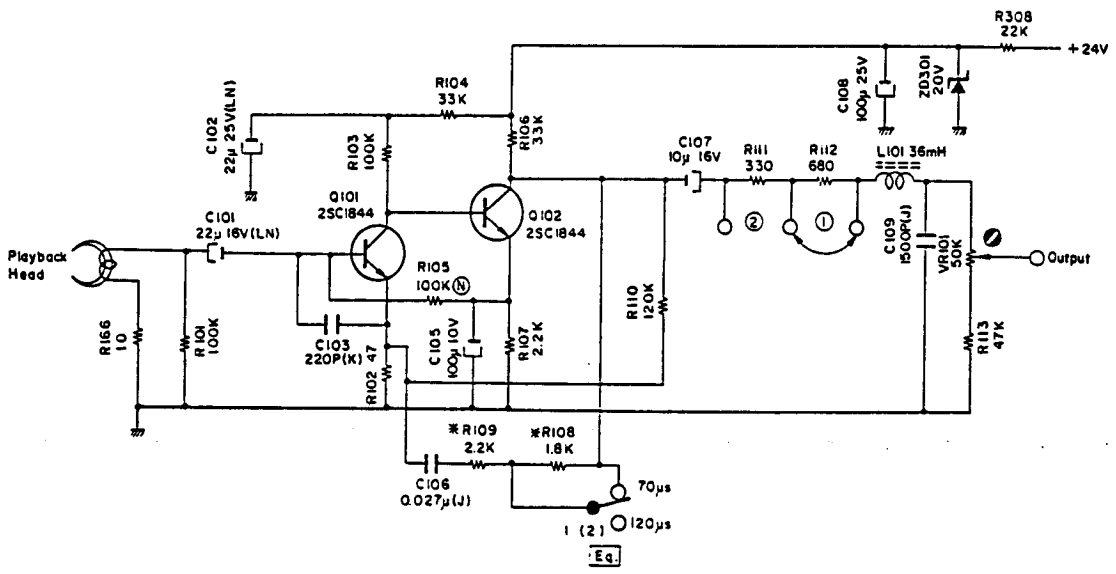 R308
22K
+24V
C108
100µ 25V
ZD301
20V
R104
33K
C102
22µ 25V(LN)
R103
100K
R106
33K
C107
10µ 16V
R111
330
R112
680
L101 36mH
Q101
2SC1844
Q102
2SC1844
C101
22µ 16V(LN)
②
①
C109
1500P(J)
VR101
50K
Output
Playback
Head
R105
100K Ⓝ
R110
120K
R166
10
R101
100K
C103
220P(K)
R102 47
C105
100µ 10V
R107
2.2K
R113
47K
*R109
2.2K
*R108
1.8K
C106
0.027µ(J)
70µs
120µs
1 (2)
Eq.